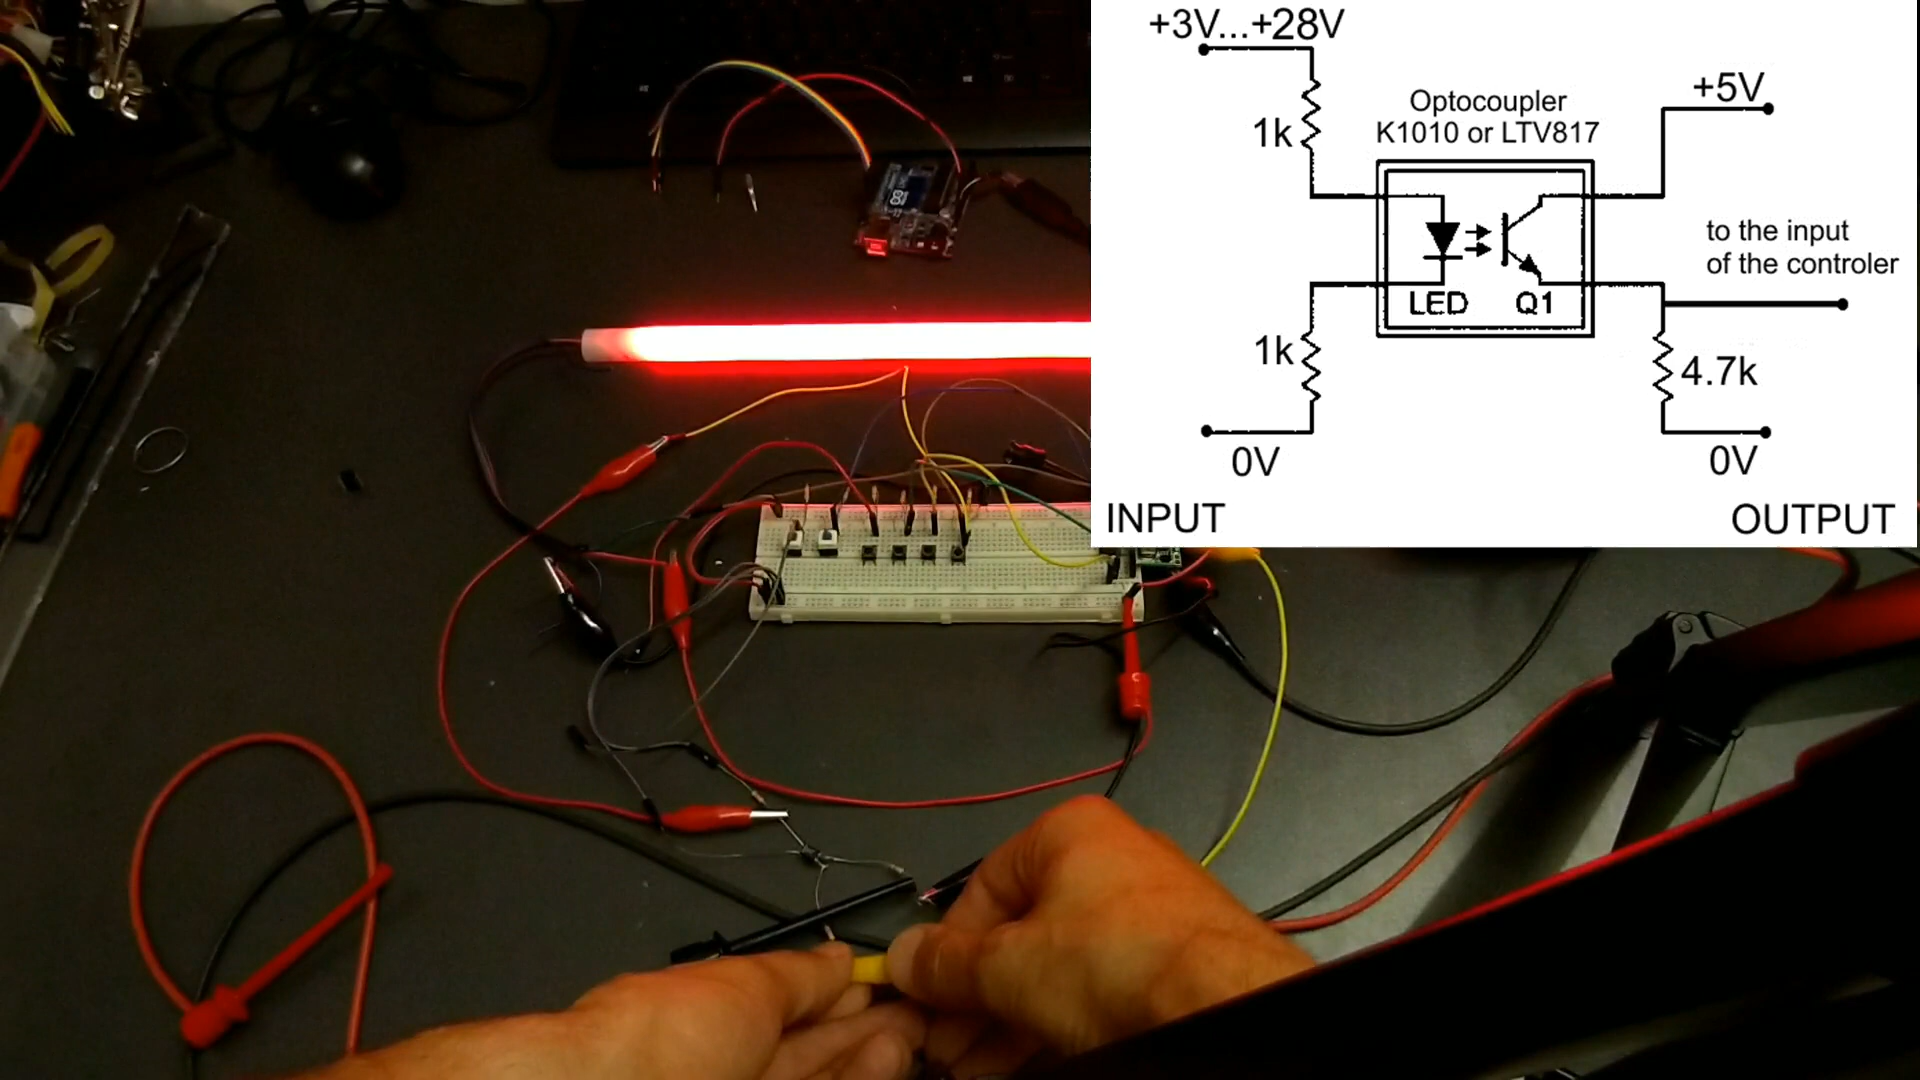 +3V...+28V
Optocoupler
K1010 or LTV817
+5V
1k
to the input
of the controler
LED
Q1
1k
4.7k
0V
0V
INPUT
OUTPUT